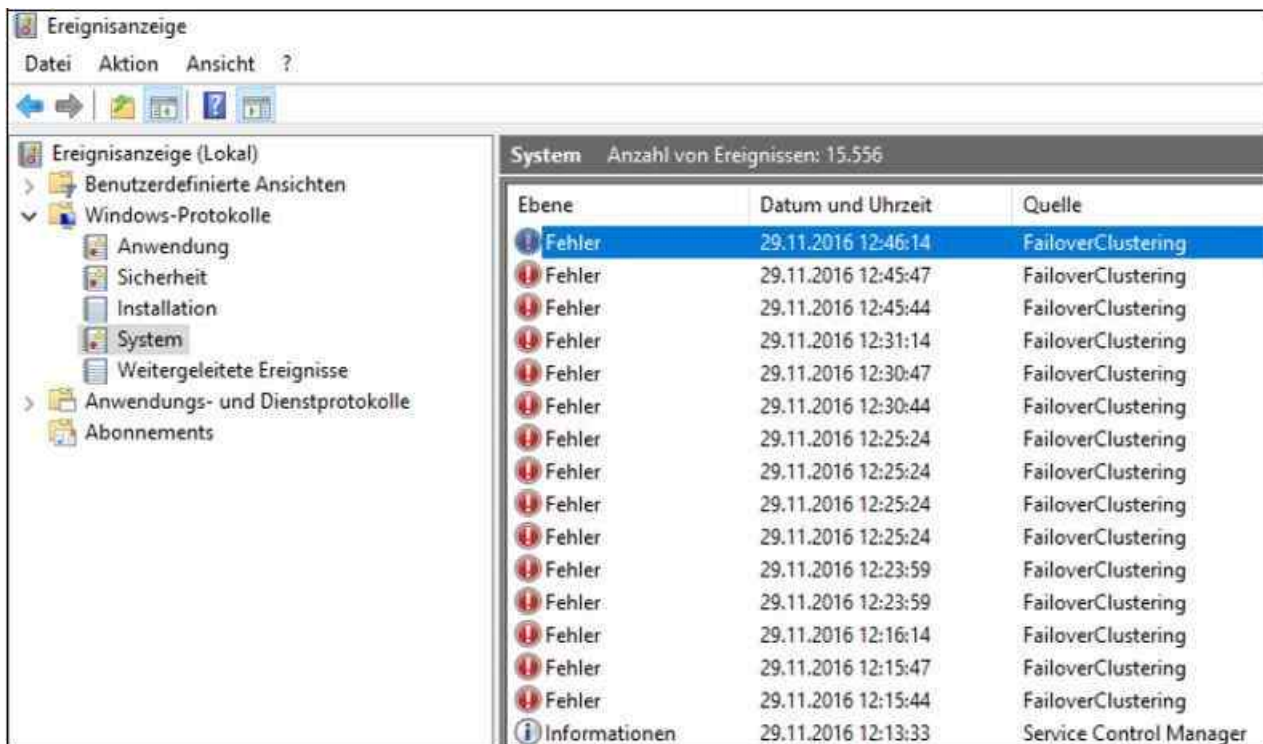 Ereignisanzeige
Datei Aktion Ansicht ?
Ereignisanzeige (Lokal)
Benutzerdefinierte Ansichten
Windows-Protokolle
Anwendung
Sicherheit
Installation
System
Weitergeleitete Ereignisse
Anwendungs- und Dienstprotokolle
Abonnements
System Anzahl von Ereignissen: 15.556
Ebene Datum und Uhrzeit Quelle
Fehler 29.11.2016 12:46:14 FailoverClustering
Fehler 29.11.2016 12:45:47 FailoverClustering
Fehler 29.11.2016 12:45:44 FailoverClustering
Fehler 29.11.2016 12:31:14 FailoverClustering
Fehler 29.11.2016 12:30:47 FailoverClustering
Fehler 29.11.2016 12:30:44 FailoverClustering
Fehler 29.11.2016 12:25:24 FailoverClustering
Fehler 29.11.2016 12:25:24 FailoverClustering
Fehler 29.11.2016 12:25:24 FailoverClustering
Fehler 29.11.2016 12:25:24 FailoverClustering
Fehler 29.11.2016 12:23:59 FailoverClustering
Fehler 29.11.2016 12:23:59 FailoverClustering
Fehler 29.11.2016 12:16:14 FailoverClustering
Fehler 29.11.2016 12:15:47 FailoverClustering
Fehler 29.11.2016 12:15:44 FailoverClustering
Informationen 29.11.2016 12:13:33 Service Control Manager